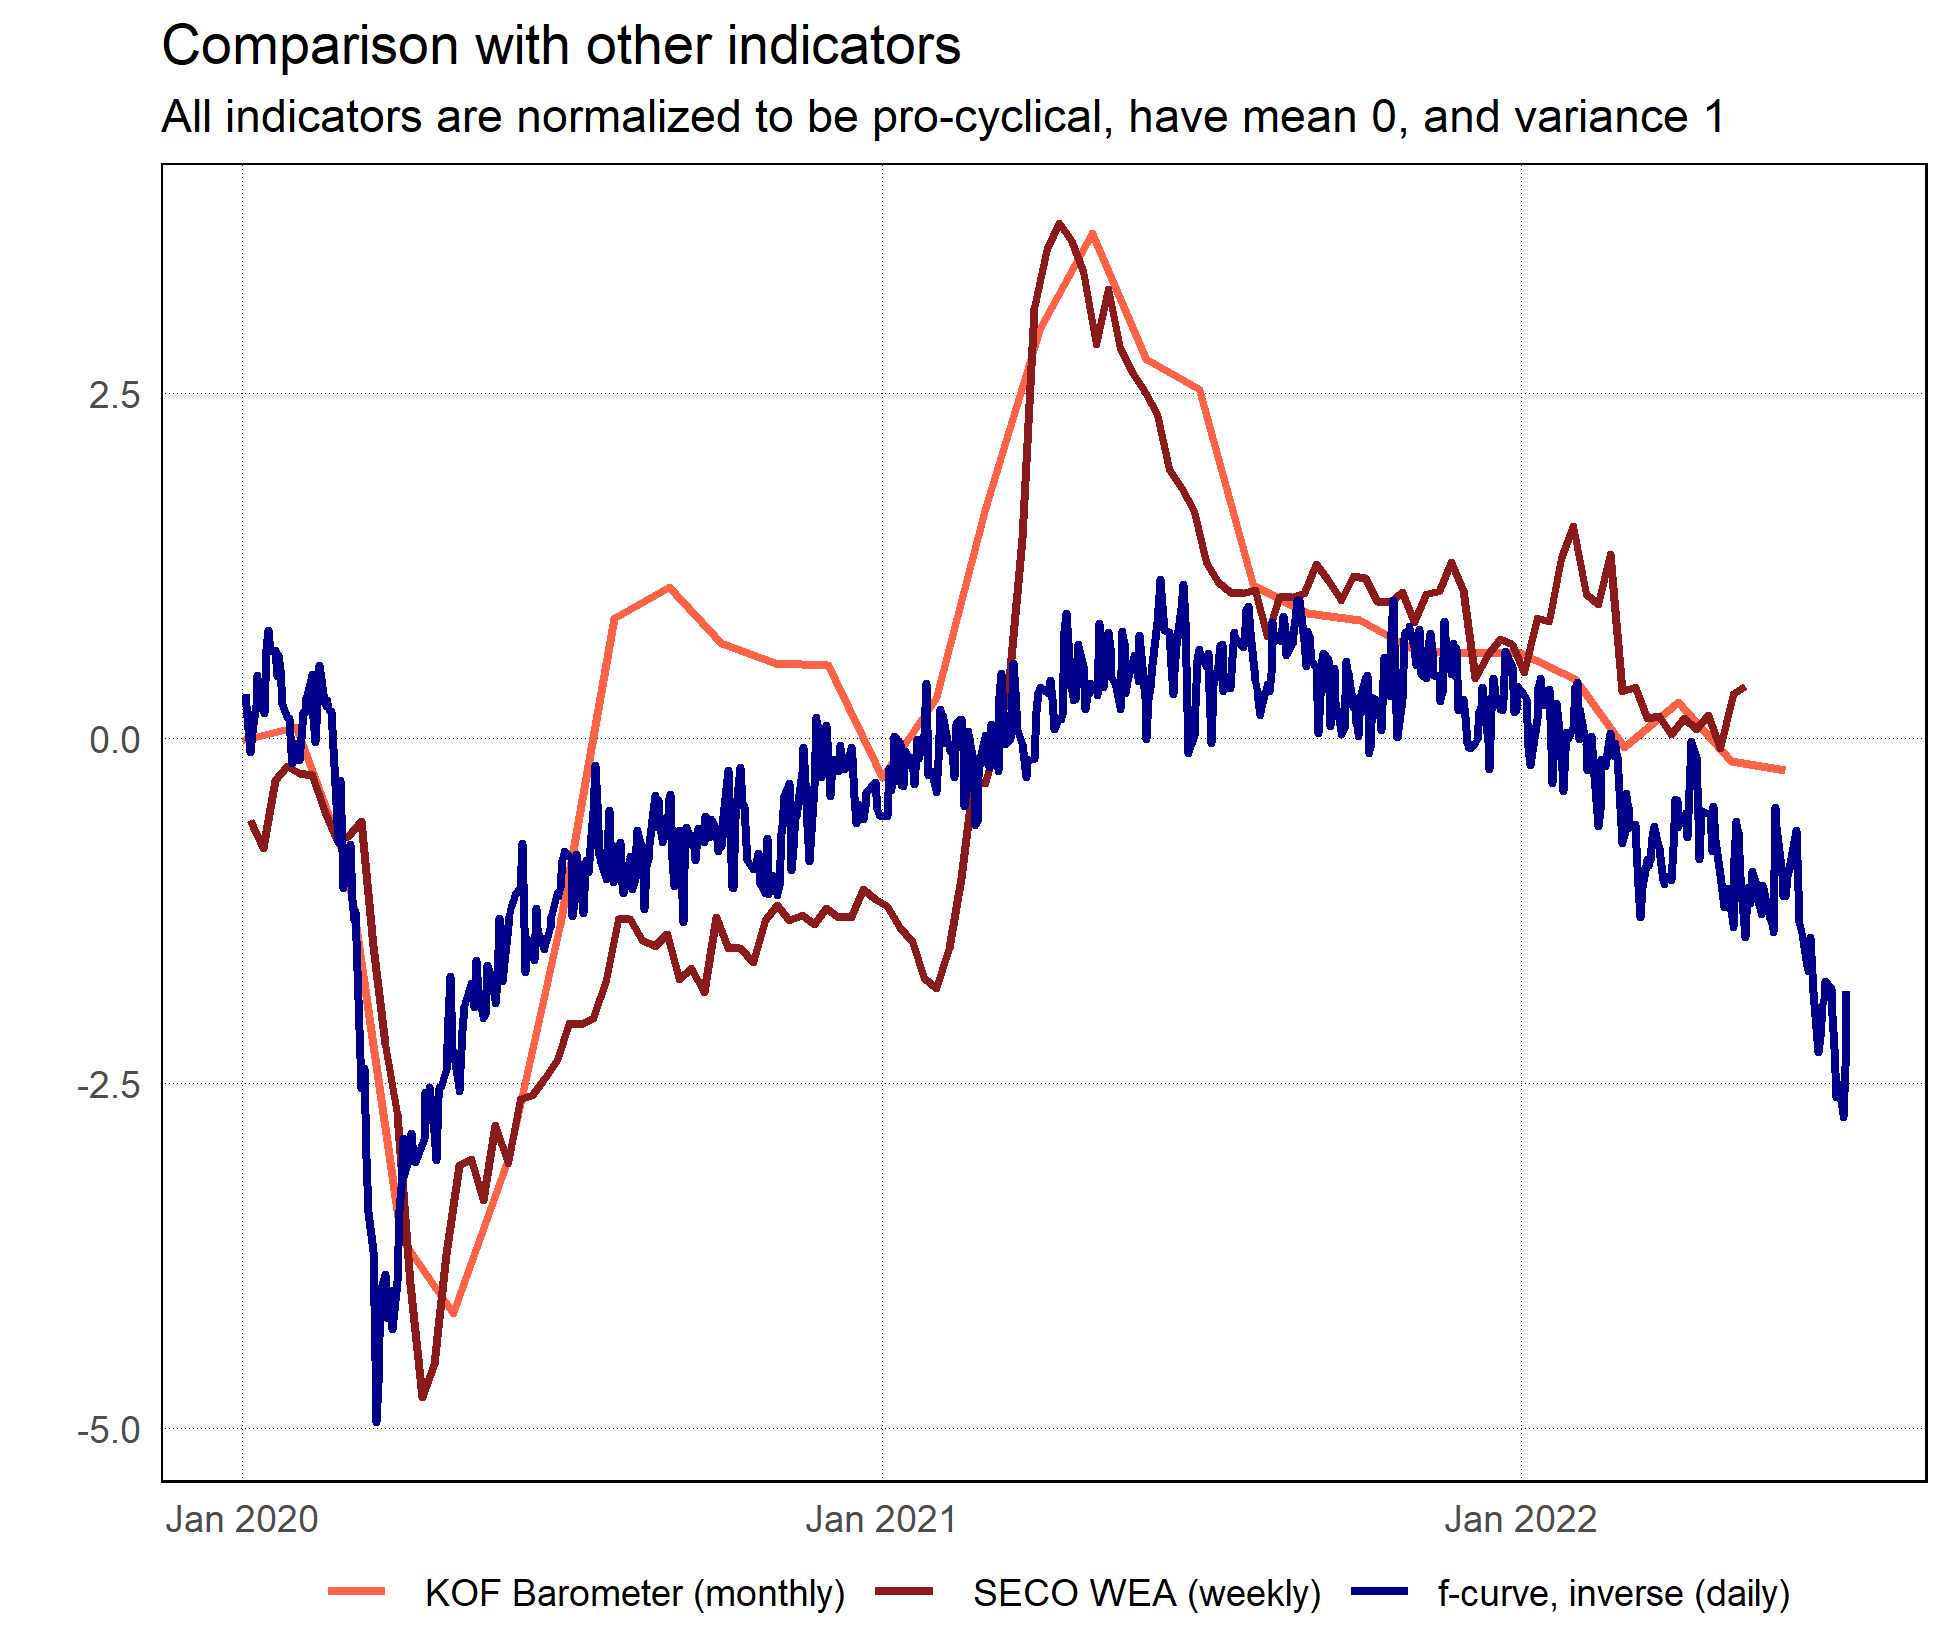 Comparison with other indicators
All indicators are normalized to be pro-cyclical, have mean 0, and variance 1
2.5
0.0
-2.5
-5.0
Jan 2020 Jan 2021 Jan 2022
KOF Barometer (monthly) SECO WEA (weekly) f-curve, inverse (daily)